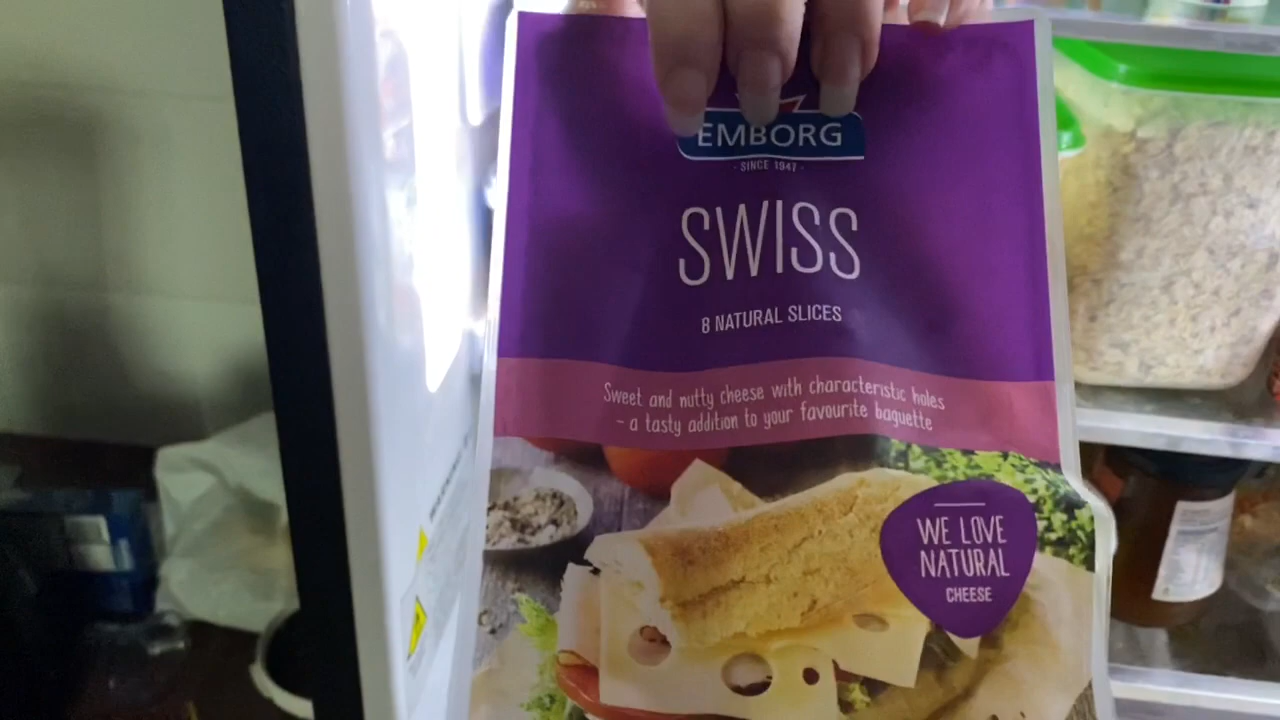 EMBORG
- SINCE 1947 -
SWISS
8 NATURAL SLICES
Sweet and nutty cheese with characteristic holes
- a tasty addition to your favourite baguette
WE LOVE
NATURAL
CHEESE